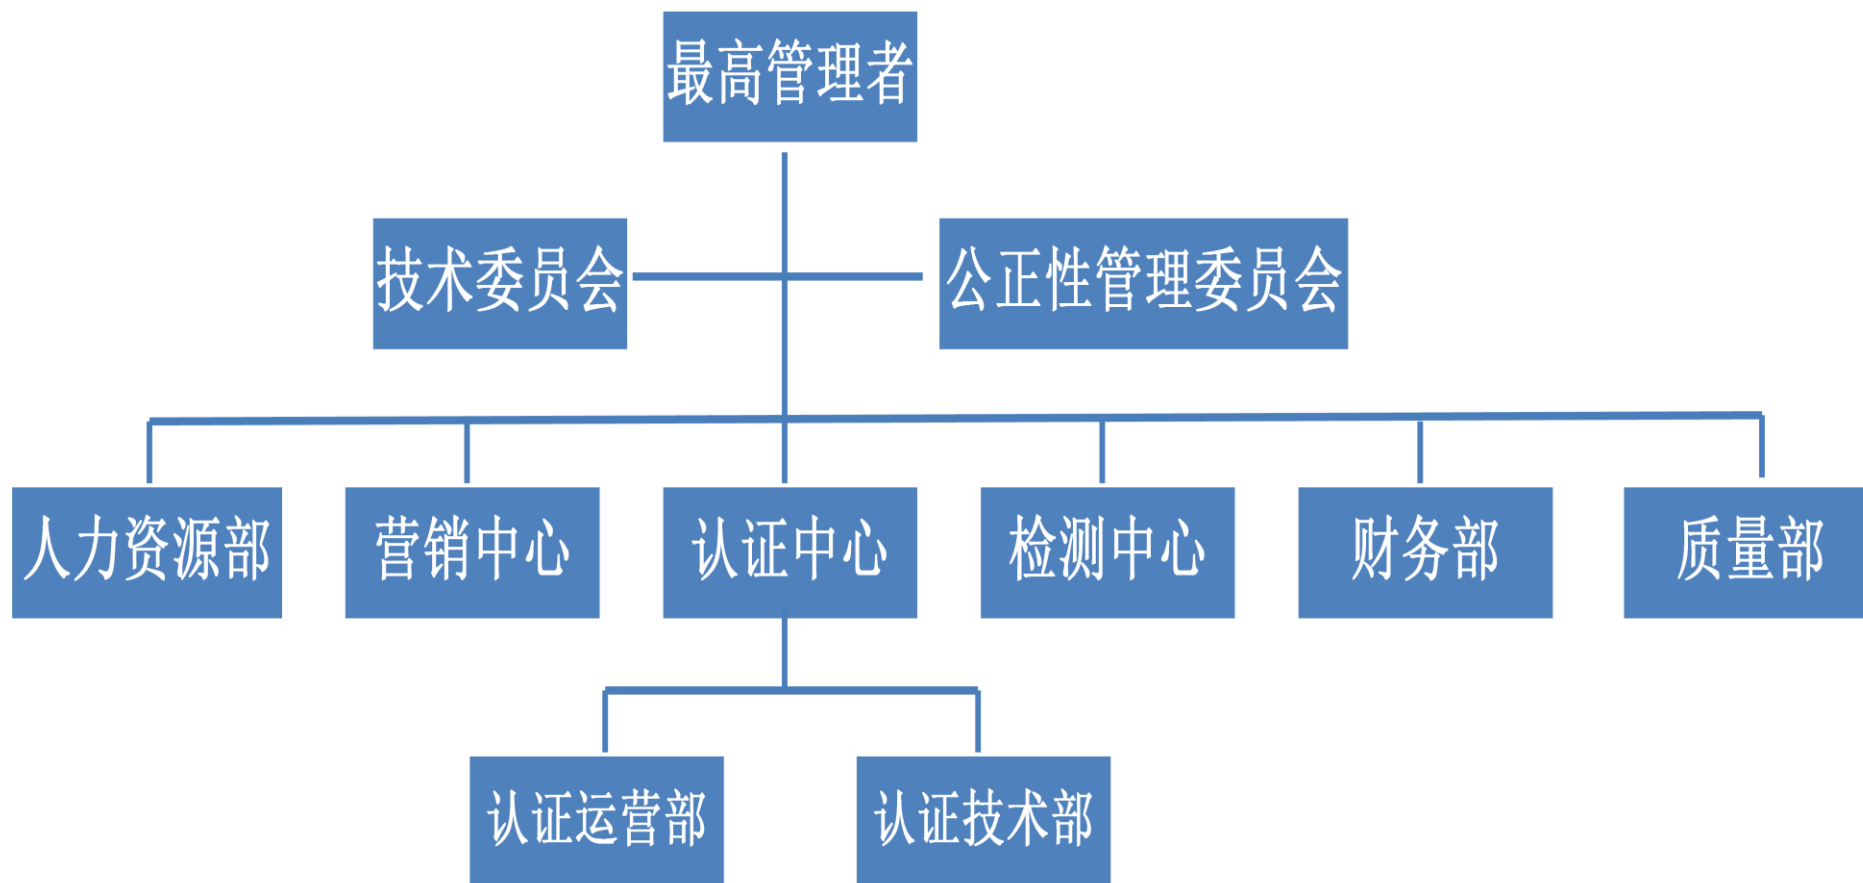 最高管理者
技术委员会
公正性管理委员会
人力资源部
营销中心
认证中心
检测中心
财务部
质量部
认证运营部
认证技术部